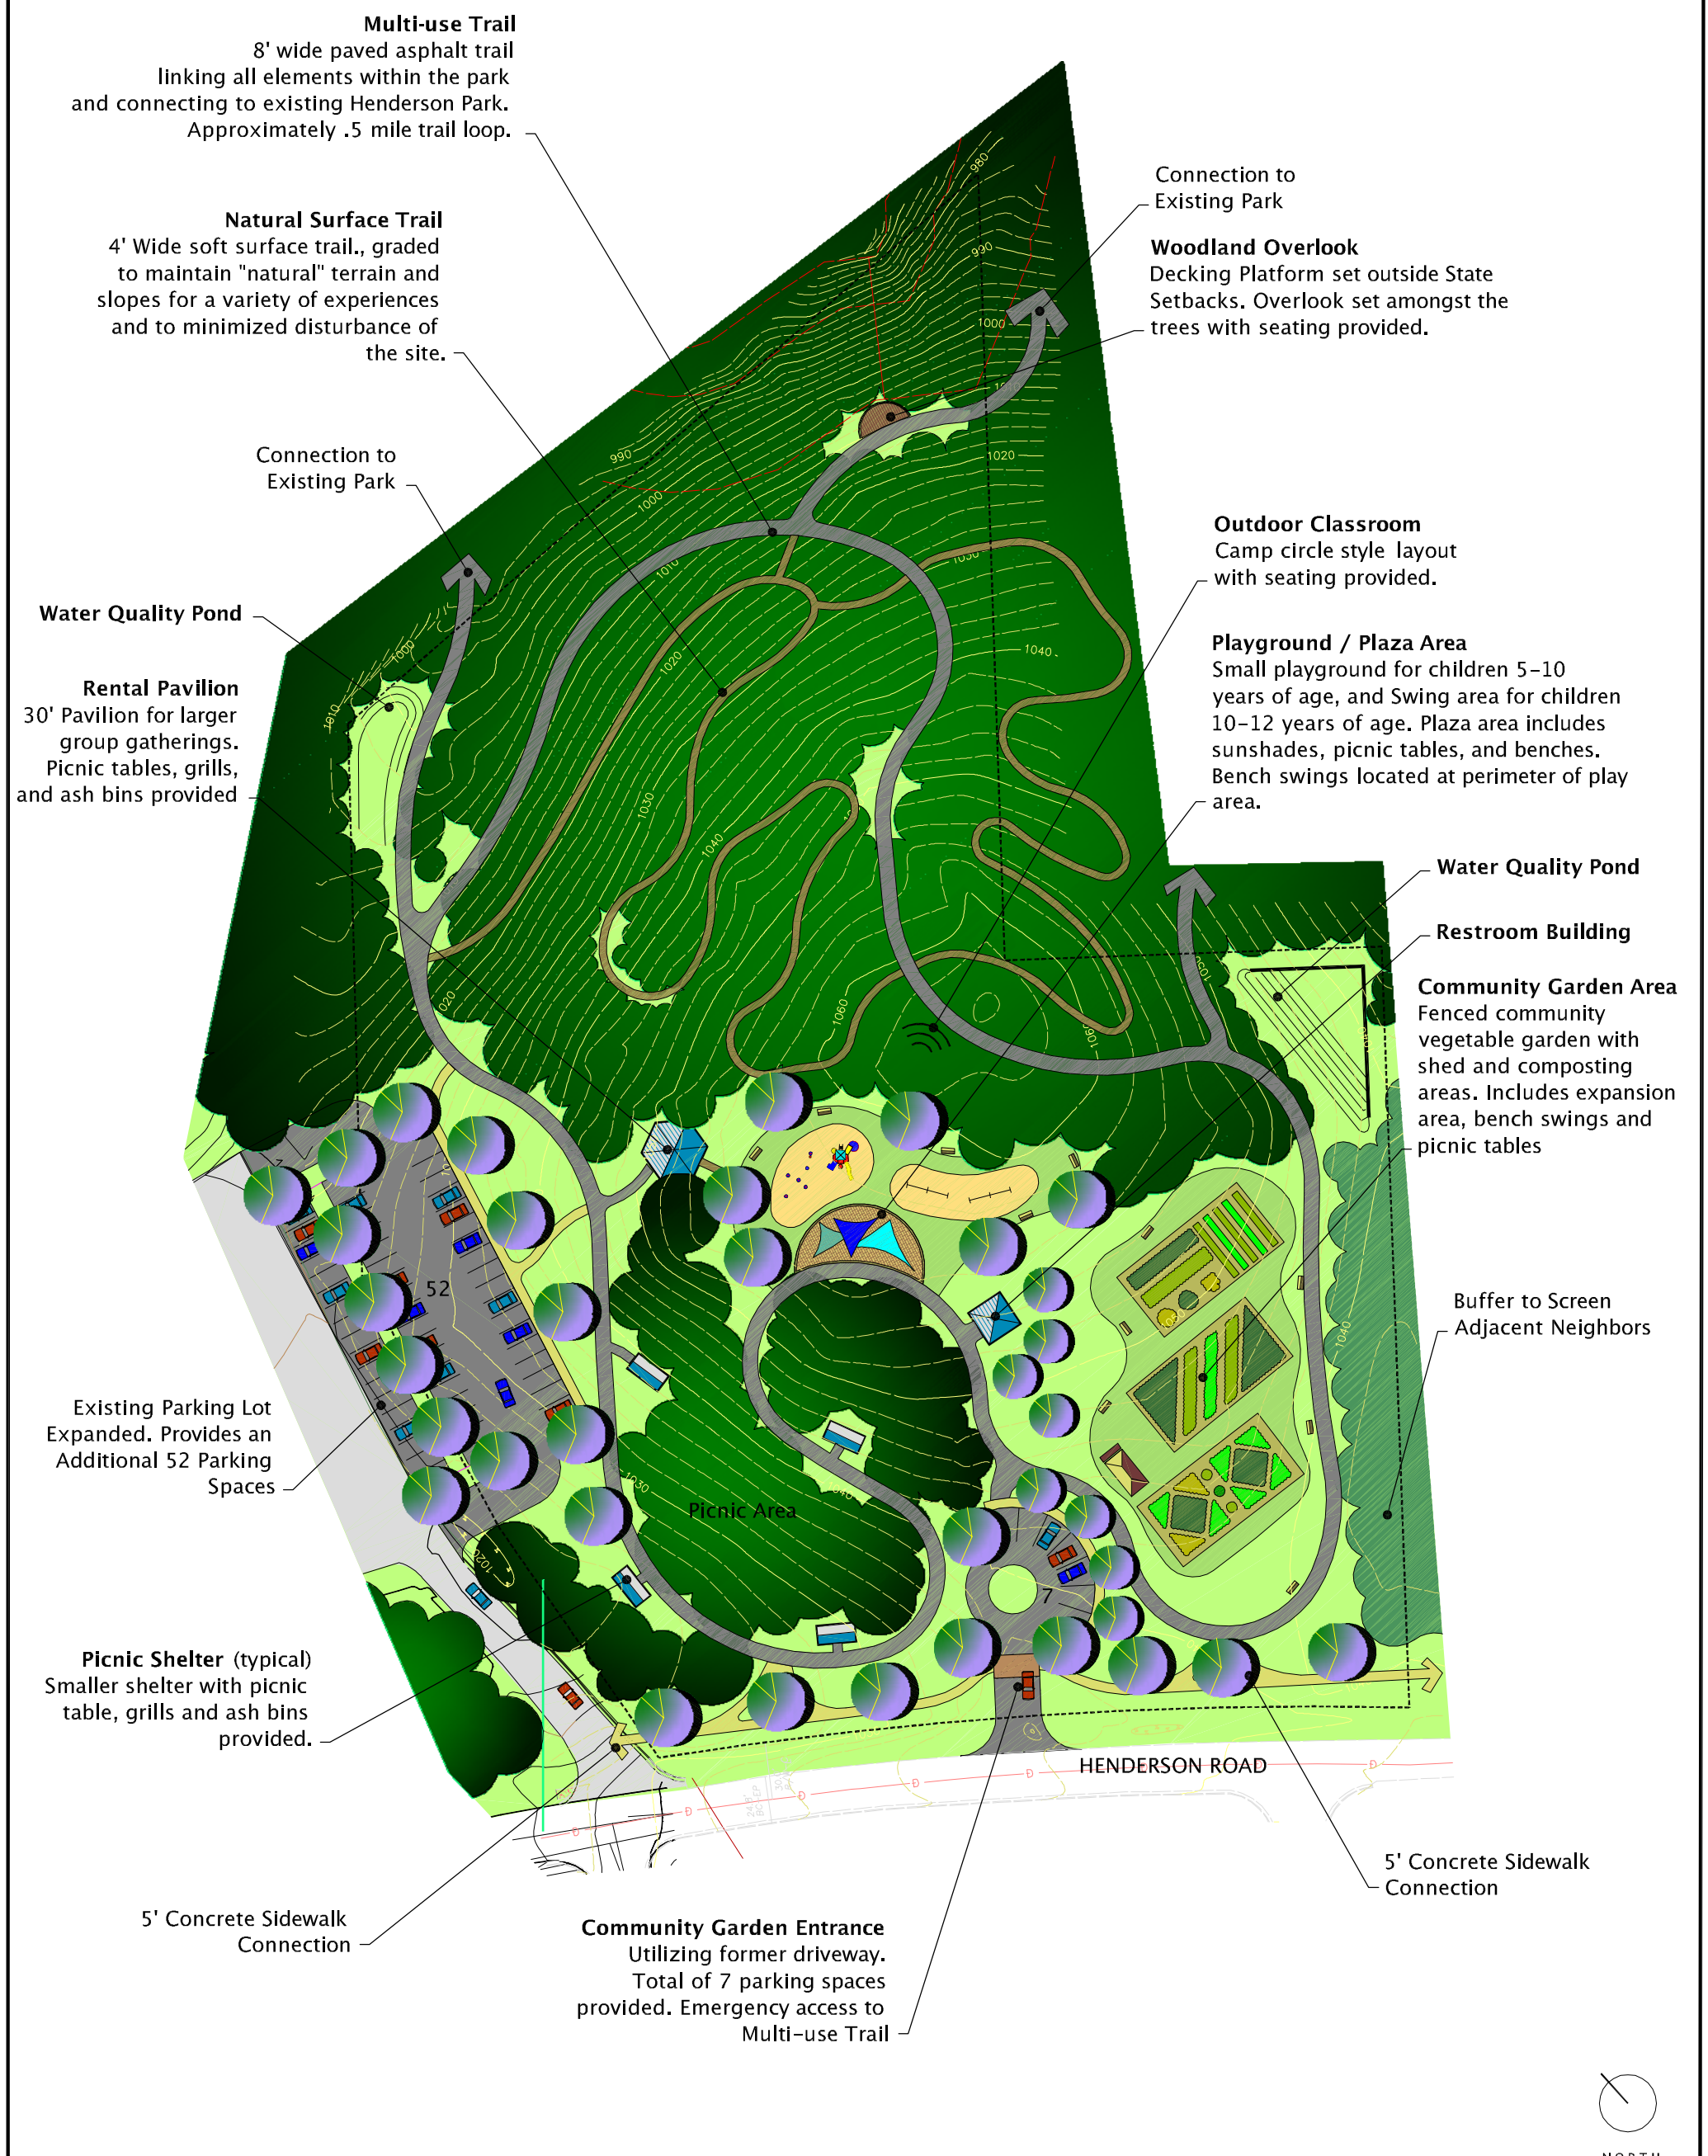 Multi-use Trail
8' wide paved asphalt trail
linking all elements within the park
and connecting to existing Henderson Park.
Approximately .5 mile trail loop.
Connection to
Existing Park
Natural Surface Trail
4' Wide soft surface trail., graded
to maintain "natural" terrain and
slopes for a variety of experiences
and to minimized disturbance of
the site.
Woodland Overlook
Decking Platform set outside State
Setbacks. Overlook set amongst the
trees with seating provided.
Connection to
Existing Park
Outdoor Classroom
Camp circle style layout
with seating provided.
Water Quality Pond
Playground / Plaza Area
Small playground for children 5-10
years of age, and Swing area for children
10-12 years of age. Plaza area includes
sunshades, picnic tables, and benches.
Bench swings located at perimeter of play
area.
Rental Pavilion
30' Pavilion for larger
group gatherings.
Picnic tables, grills,
and ash bins provided
Water Quality Pond
Restroom Building
Community Garden Area
Fenced community
vegetable garden with
shed and composting
areas. Includes expansion
area, bench swings and
picnic tables
Buffer to Screen
Adjacent Neighbors
Existing Parking Lot
Expanded. Provides an
Additional 52 Parking
Spaces
Picnic Shelter (typical)
Smaller shelter with picnic
table, grills and ash bins
provided.
5' Concrete Sidewalk
Connection
Community Garden Entrance
Utilizing former driveway.
Total of 7 parking spaces
provided. Emergency access to
Multi-use Trail
5' Concrete Sidewalk
Connection
980
990
1000
1010
1020
990
1000
1010
1030
1040
1020
1000
1010
1030
1040
1020
1060
1060
1050
52
1040
1040
1030
Picnic Area
1040
1020
7
HENDERSON ROAD